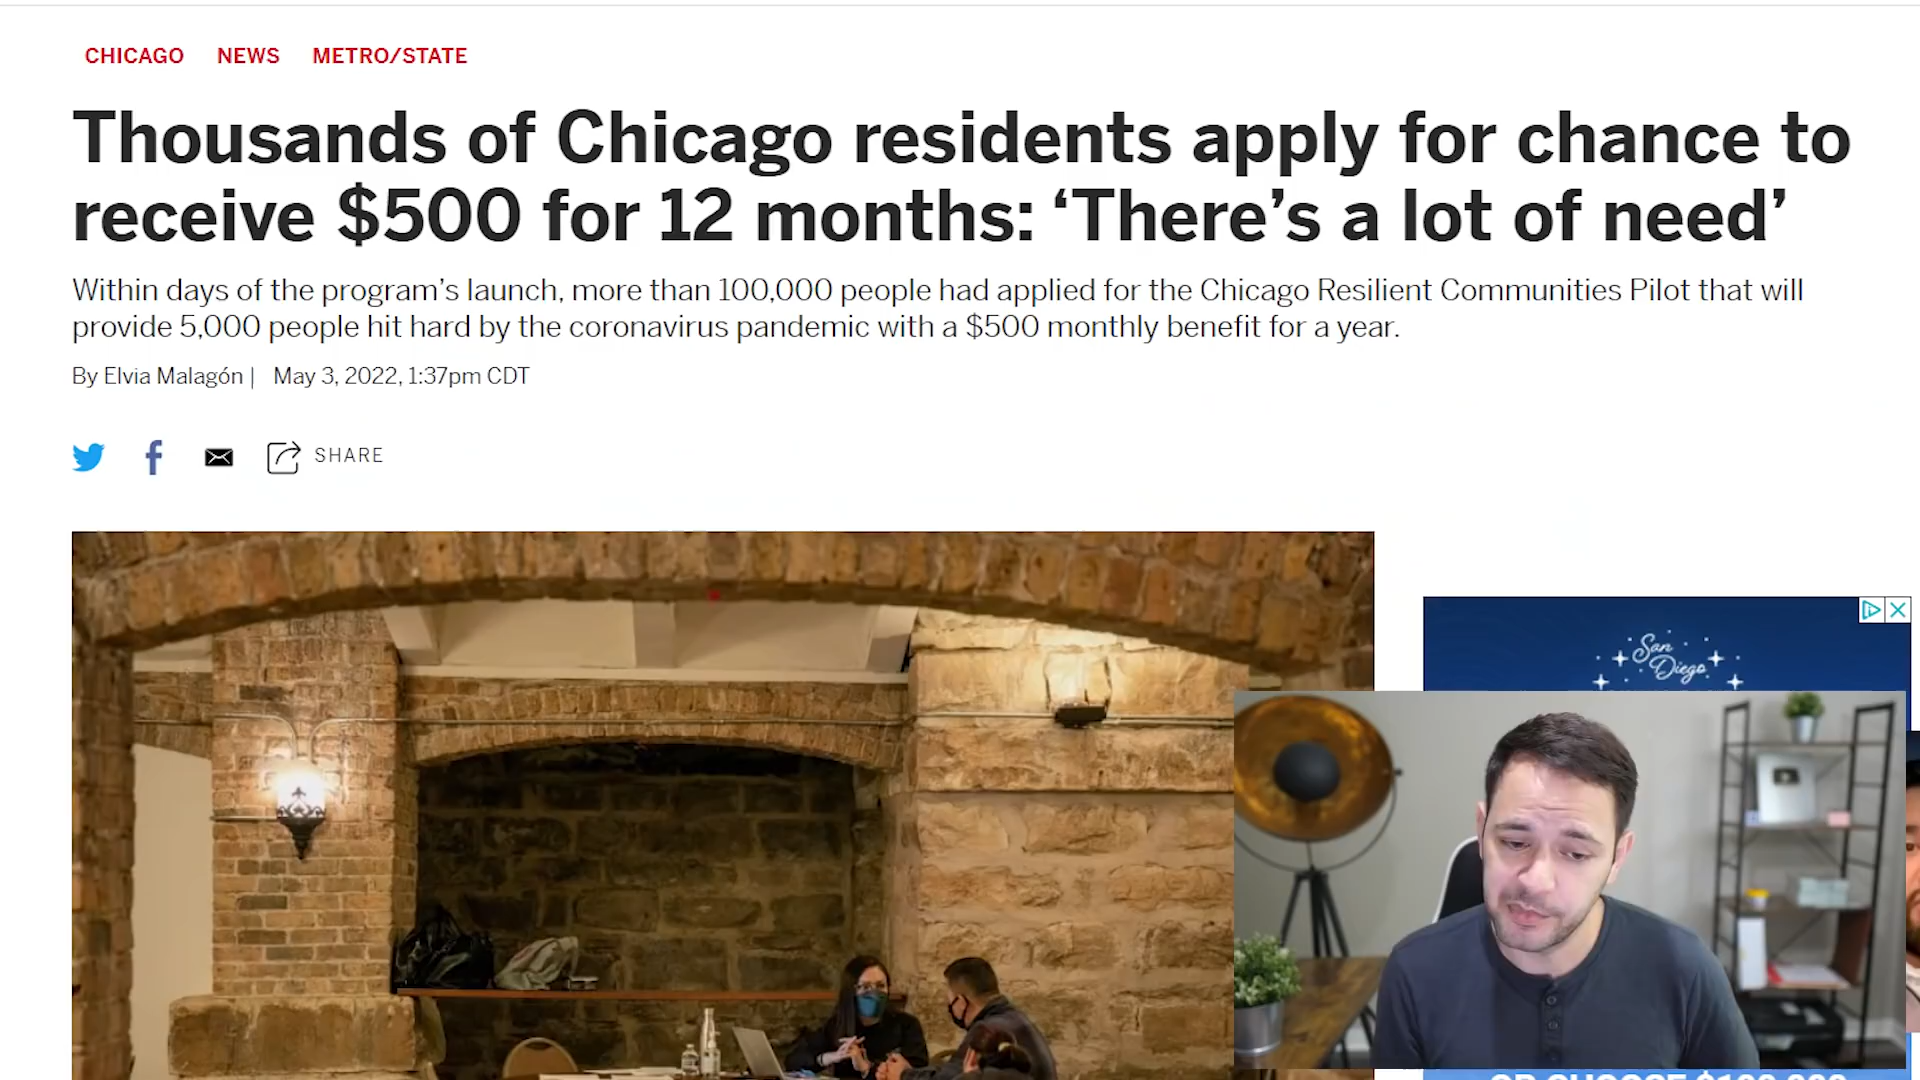 CHICAGO NEWS METRO/STATE
Thousands of Chicago residents apply for chance to
receive $500 for 12 months: ‘There’s a lot of need’
Within days of the program’s launch, more than 100,000 people had applied for the Chicago Resilient Communities Pilot that will
provide 5,000 people hit hard by the coronavirus pandemic with a $500 monthly benefit for a year.
By Elvia Malagón | May 3, 2022, 1:37pm CDT
SHARE
San
Diego